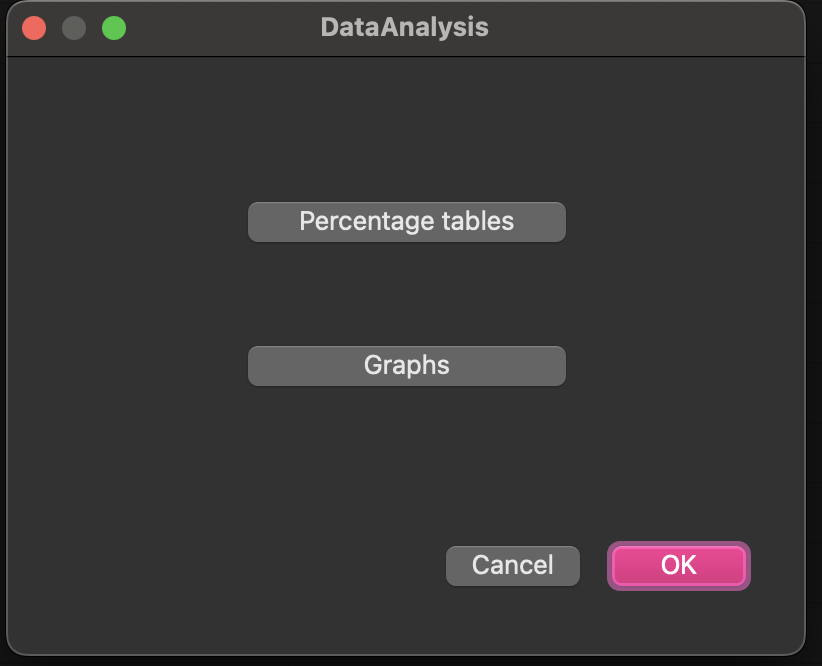 DataAnalysis
Percentage tables
Graphs
Cancel
OK